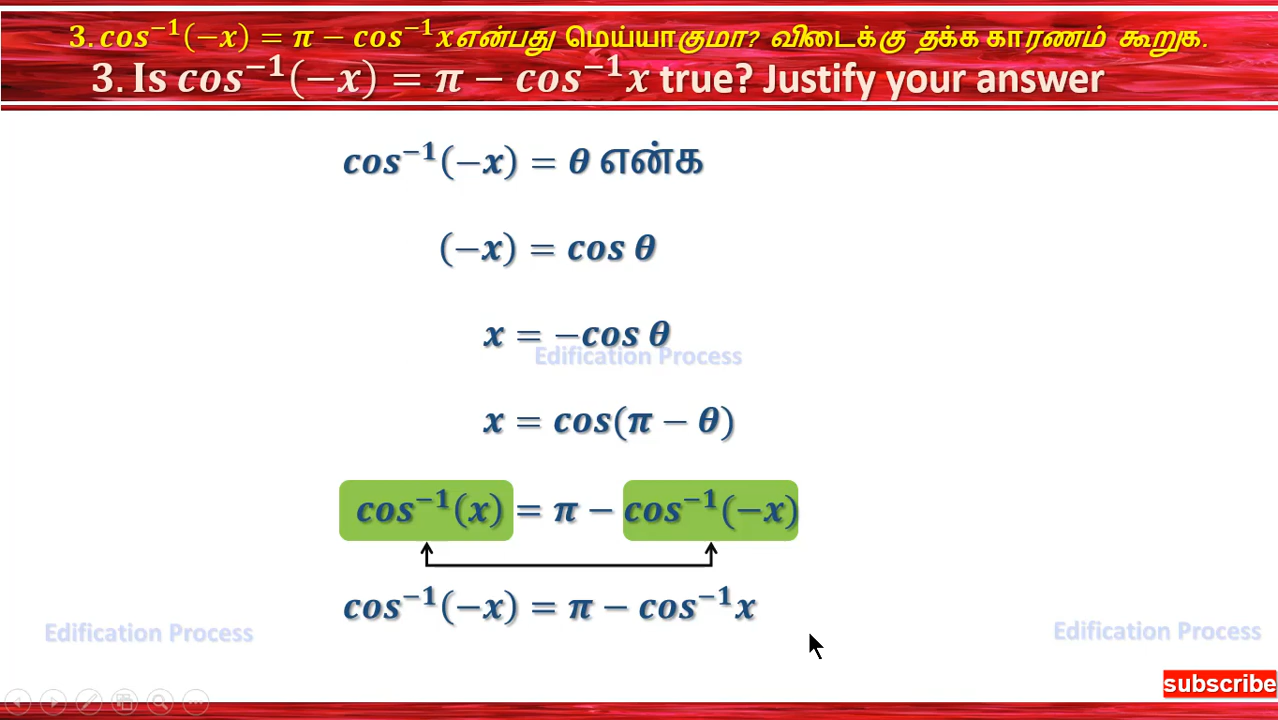 3. cos⁻¹(−x) = π − cos⁻¹xஎன்பது மெய்யாகுமா? விடைக்கு தக்க காரணம் கூறுக.
3. Is cos⁻¹(−x) = π − cos⁻¹x true? Justify your answer
cos⁻¹(−x) = θ என்க
(−x) = cos θ
x = −cos θ
Edification Process
x = cos(π − θ)
cos⁻¹(x) = π − cos⁻¹(−x)
cos⁻¹(−x) = π − cos⁻¹x
Edification Process
Edification Process
subscribe